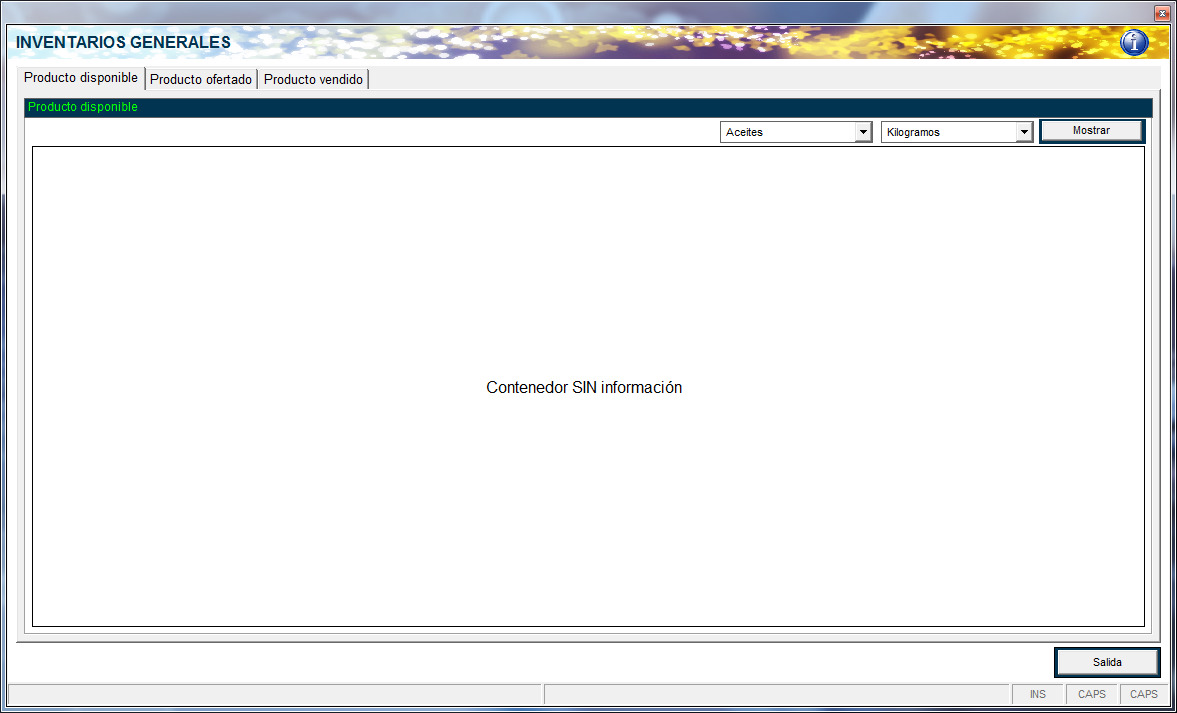 INVENTARIOS GENERALES
Producto disponible Producto ofertado Producto vendido
Producto disponible
Aceites Kilogramos Mostrar
Contenedor SIN información
Salida
INS CAPS CAPS